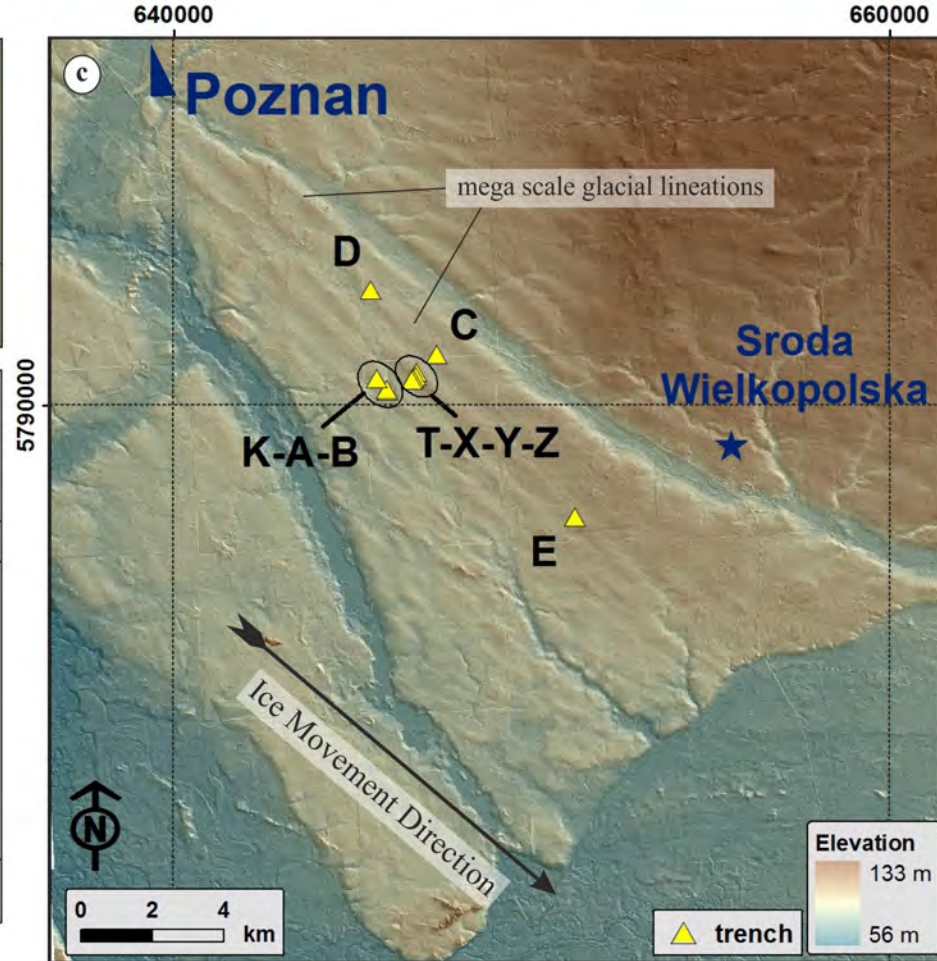 640000
660000
c
Poznan
mega scale glacial lineations
D
C
Sroda
Wielkopolska
5790000
K-A-B
T-X-Y-Z
E
Ice Movement Direction
N
Elevation
133 m
56 m
0 2 4
km
trench